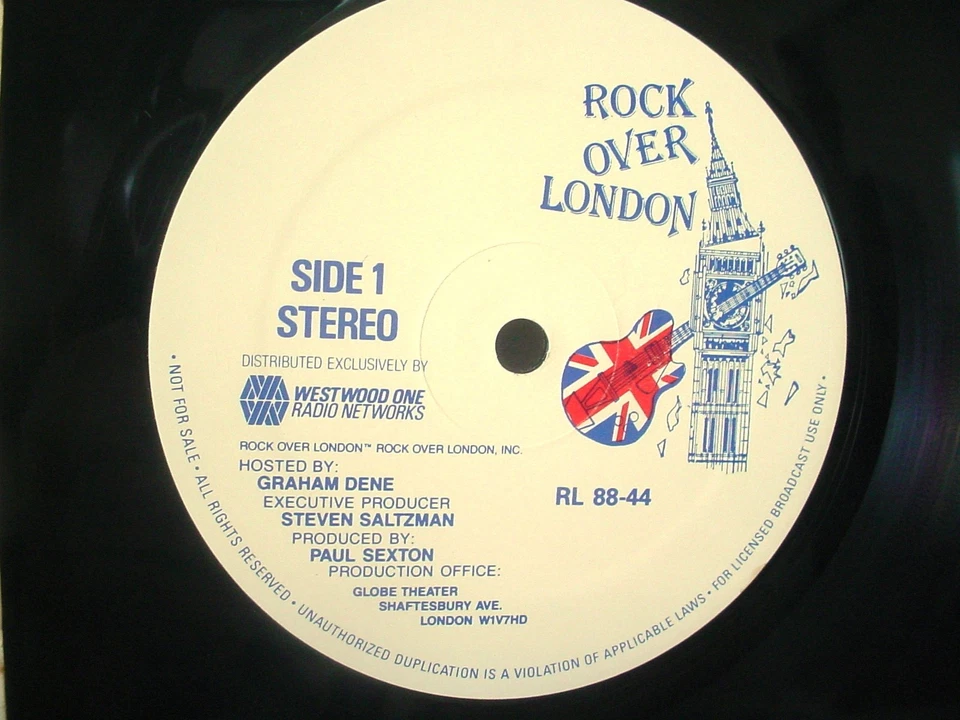 ROCK
OVER
LONDON
SIDE 1
STEREO
DISTRIBUTED EXCLUSIVELY BY
WESTWOOD ONE
RADIO NETWORKS
ROCK OVER LONDON™ ROCK OVER LONDON, INC.
HOSTED BY:
GRAHAM DENE
EXECUTIVE PRODUCER
STEVEN SALTZMAN
PRODUCED BY:
PAUL SEXTON
PRODUCTION OFFICE:
GLOBE THEATER
SHAFTESBURY AVE.
LONDON W1V7HD
RL 88-44
• NOT FOR SALE • ALL RIGHTS RESERVED • UNAUTHORIZED DUPLICATION IS A VIOLATION OF APPLICABLE LAWS • FOR LICENSED BROADCAST USE ONLY •